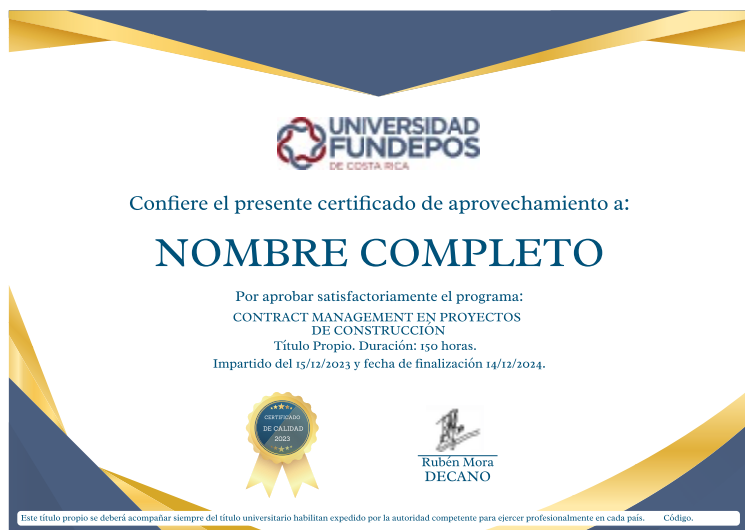 UNIVERSIDAD
FUNDEPOS
DE COSTA RICA
Confiere el presente certificado de aprovechamiento a:
NOMBRE COMPLETO
Por aprobar satisfactoriamente el programa:
CONTRACT MANAGEMENT EN PROYECTOS
DE CONSTRUCCIÓN
Título Propio. Duración: 150 horas.
Impartido del 15/12/2023 y fecha de finalización 14/12/2024.
CERTIFICADO
DE CALIDAD
2023
Rubén Mora
DECANO
Este título propio se deberá acompañar siempre del título universitario habilitan expedido por la autoridad competente para ejercer profesionalmente en cada país. Código.